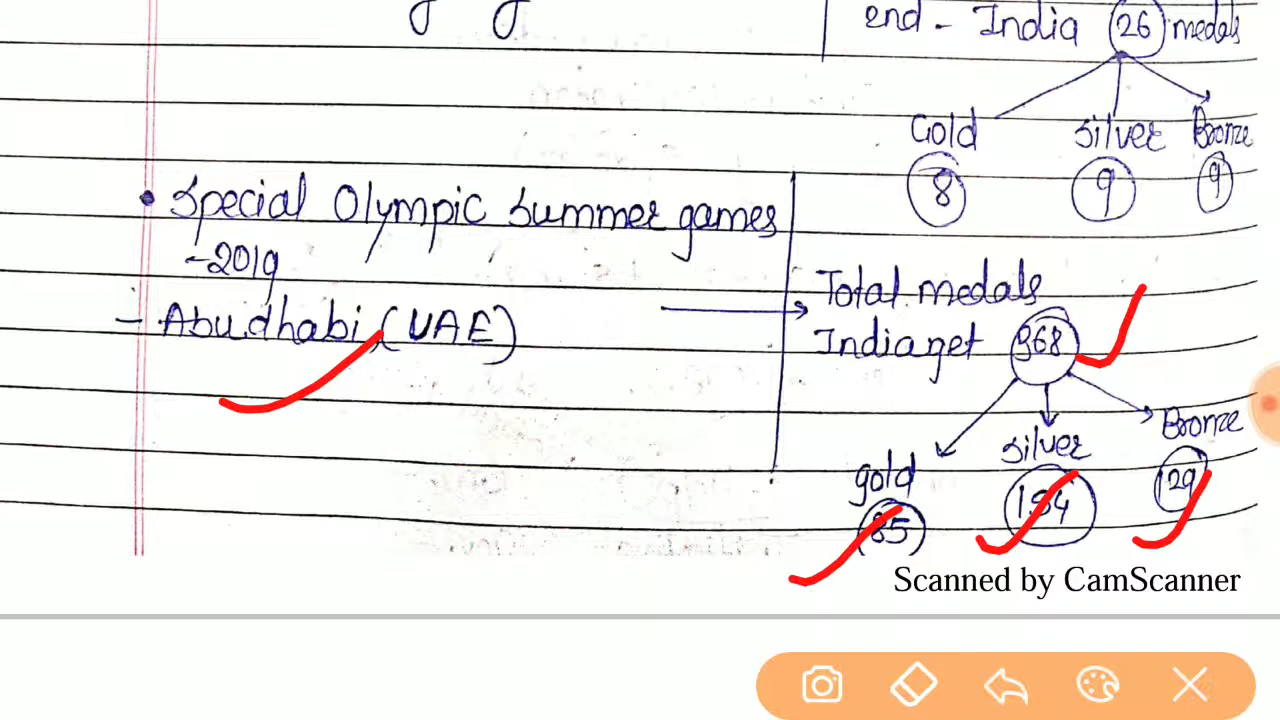 end - India 26 medals
Gold Silver Bronze
8 9 9
• Special Olympic Summer games
-2019
- Abudhabi, (UAE)
Total medals
India get 368
gold silver Bronze
85 154 129
Scanned by CamScanner